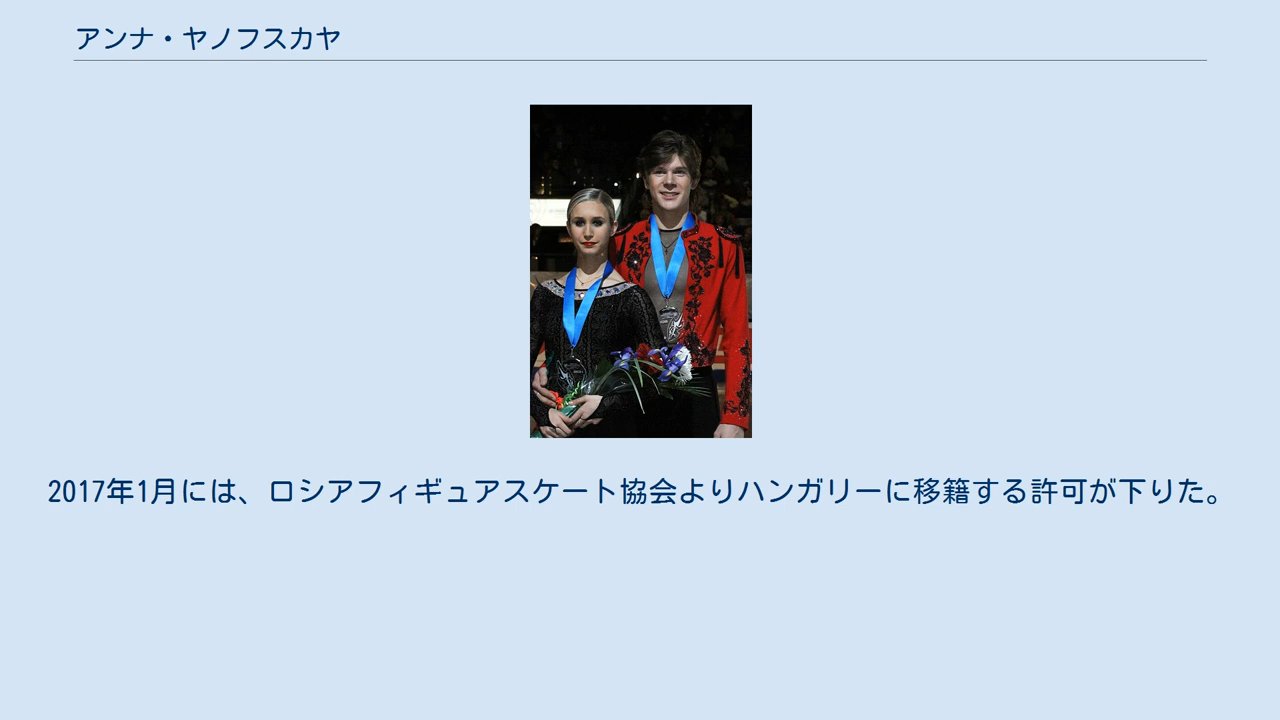 アンナ・ヤノフスカヤ
2017年1月には、ロシアフィギュアスケート協会よりハンガリーに移籍する許可が下りた。